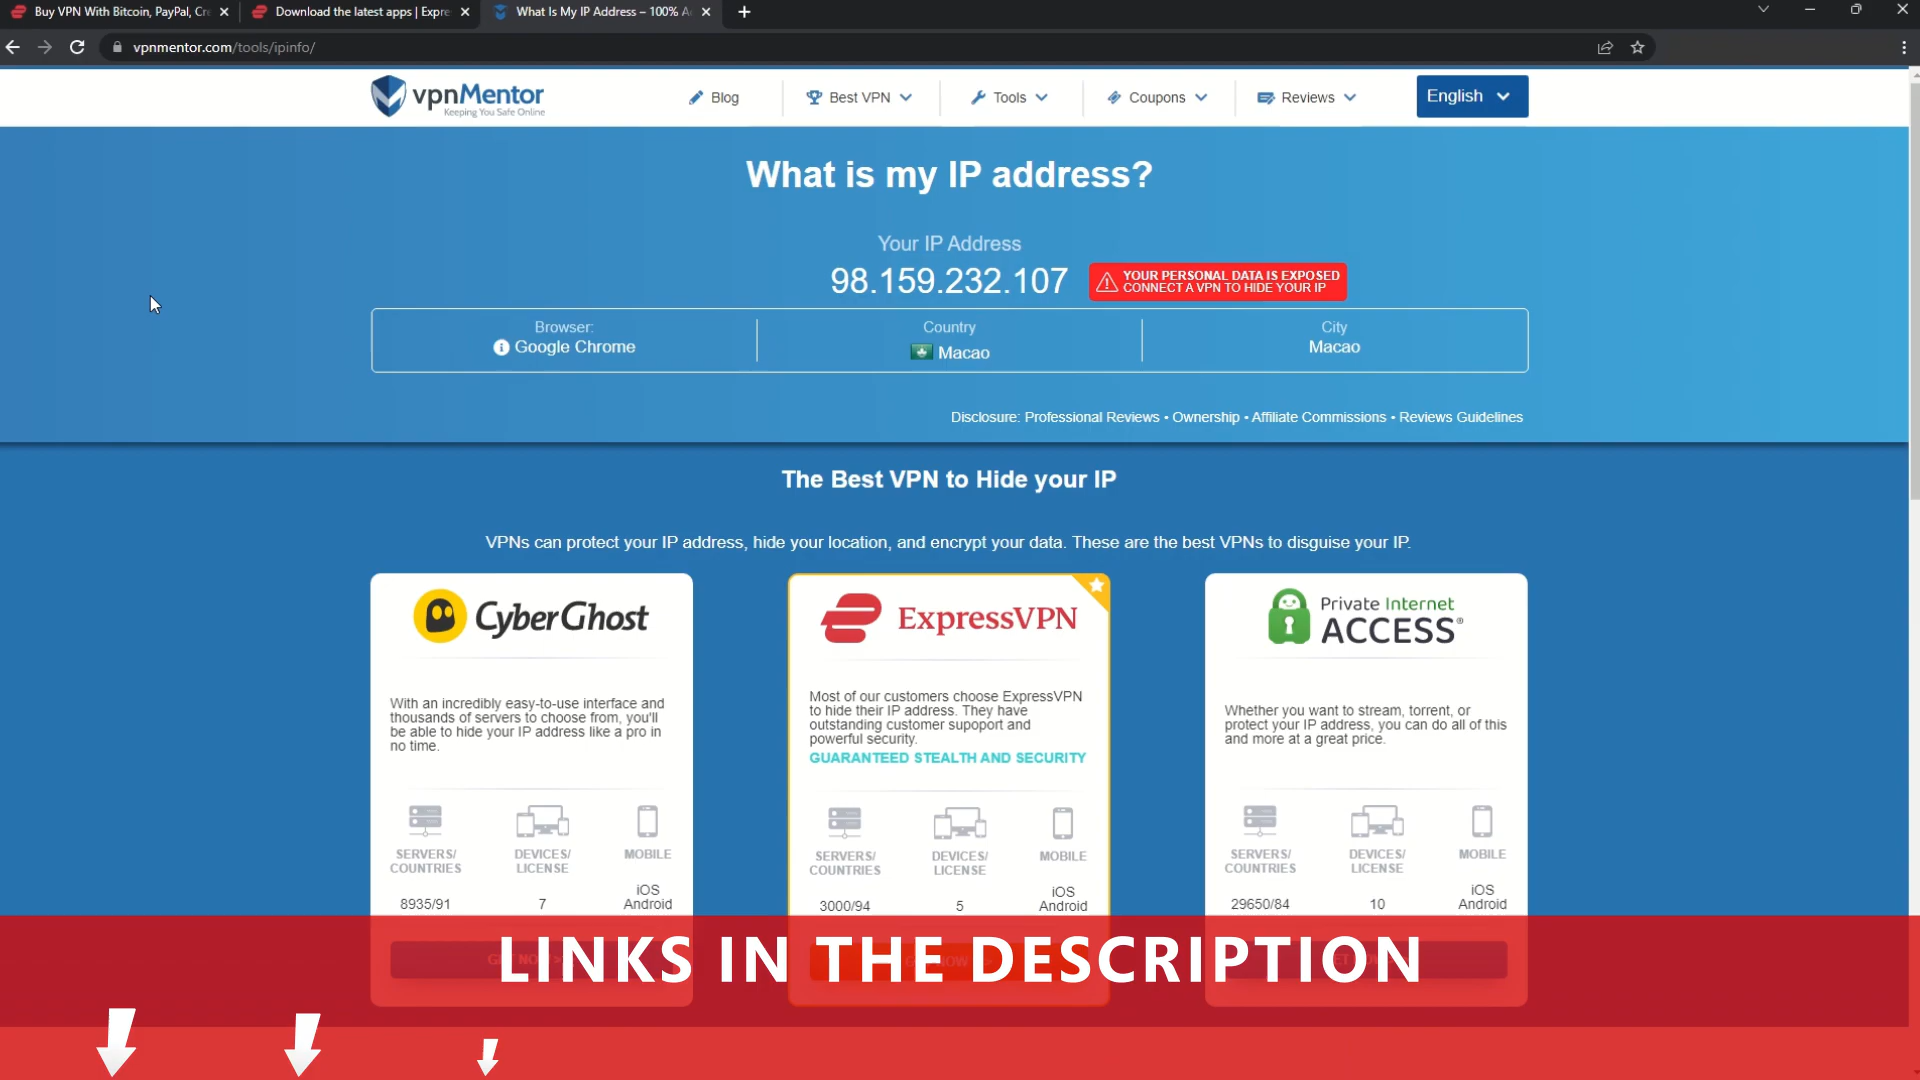 Buy VPN With Bitcoin, PayPal, Cr
Download the latest apps | Expre
What Is My IP Address – 100% A
vpnmentor.com/tools/ipinfo/
vpnMentor
Keeping You Safe Online
Blog
Best VPN
Tools
Coupons
Reviews
English
What is my IP address?
Your IP Address
98.159.232.107
YOUR PERSONAL DATA IS EXPOSED
CONNECT A VPN TO HIDE YOUR IP
Browser:
Google Chrome
Country
Macao
City
Macao
Disclosure: Professional Reviews • Ownership • Affiliate Commissions • Reviews Guidelines
The Best VPN to Hide your IP
VPNs can protect your IP address, hide your location, and encrypt your data. These are the best VPNs to disguise your IP.
CyberGhost
With an incredibly easy-to-use interface and
thousands of servers to choose from, you'll
be able to hide your IP address like a pro in
no time.
SERVERS/
COUNTRIES
DEVICES/
LICENSE
MOBILE
8935/91
7
iOS
Android
ExpressVPN
Most of our customers choose ExpressVPN
to hide their IP address. They have
outstanding customer supoport and
powerful security.
GUARANTEED STEALTH AND SECURITY
SERVERS/
COUNTRIES
DEVICES/
LICENSE
MOBILE
3000/94
5
iOS
Android
Private Internet
ACCESS®
Whether you want to stream, torrent, or
protect your IP address, you can do all of this
and more at a great price.
SERVERS/
COUNTRIES
DEVICES/
LICENSE
MOBILE
29650/84
10
iOS
Android
LINKS IN THE DESCRIPTION